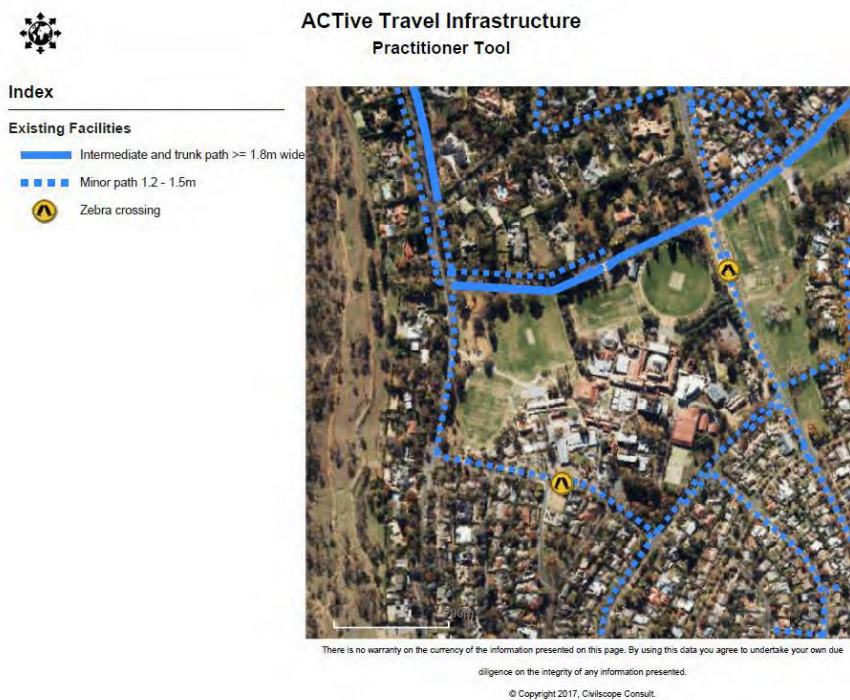 ACTive Travel Infrastructure
Practitioner Tool
Index
Existing Facilities
Intermediate and trunk path >= 1.8m wide
Minor path 1.2 - 1.5m
Zebra crossing
There is no warranty on the currency of the information presented on this page. By using this data you agree to undertake your own due
diligence on the integrity of any information presented.
© Copyright 2017, Civilscope Consult.